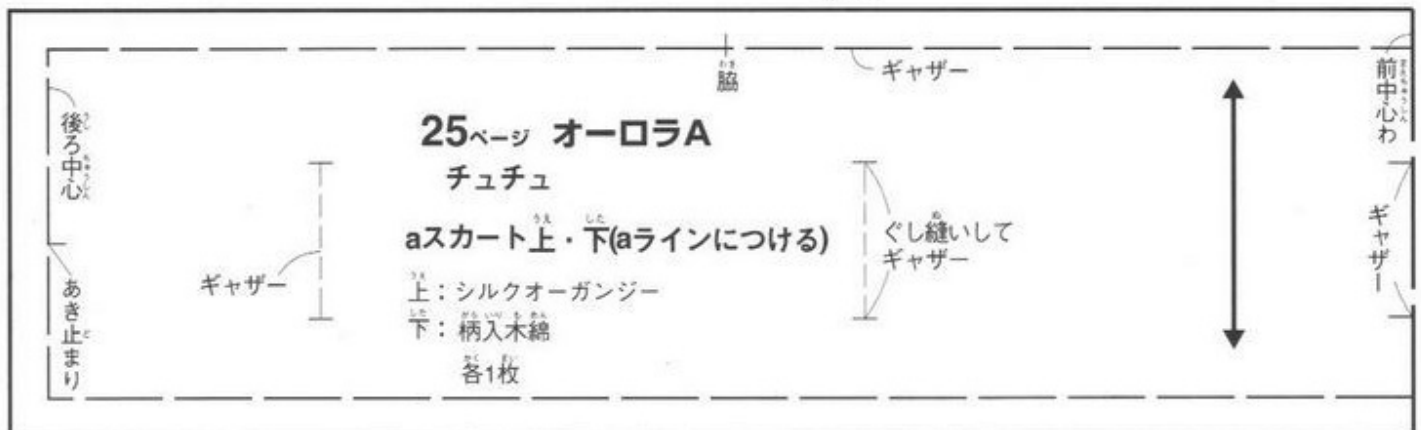 脇
ギャザー
前中心わ
後ろ中心
25ページ オーロラA
チュチュ
aスカート上・下(aラインにつける)
ギャザー
上：シルクオーガンジー
下：柄入木綿
各1枚
ぐし縫いして
ギャザー
ギャザー
あき止まり